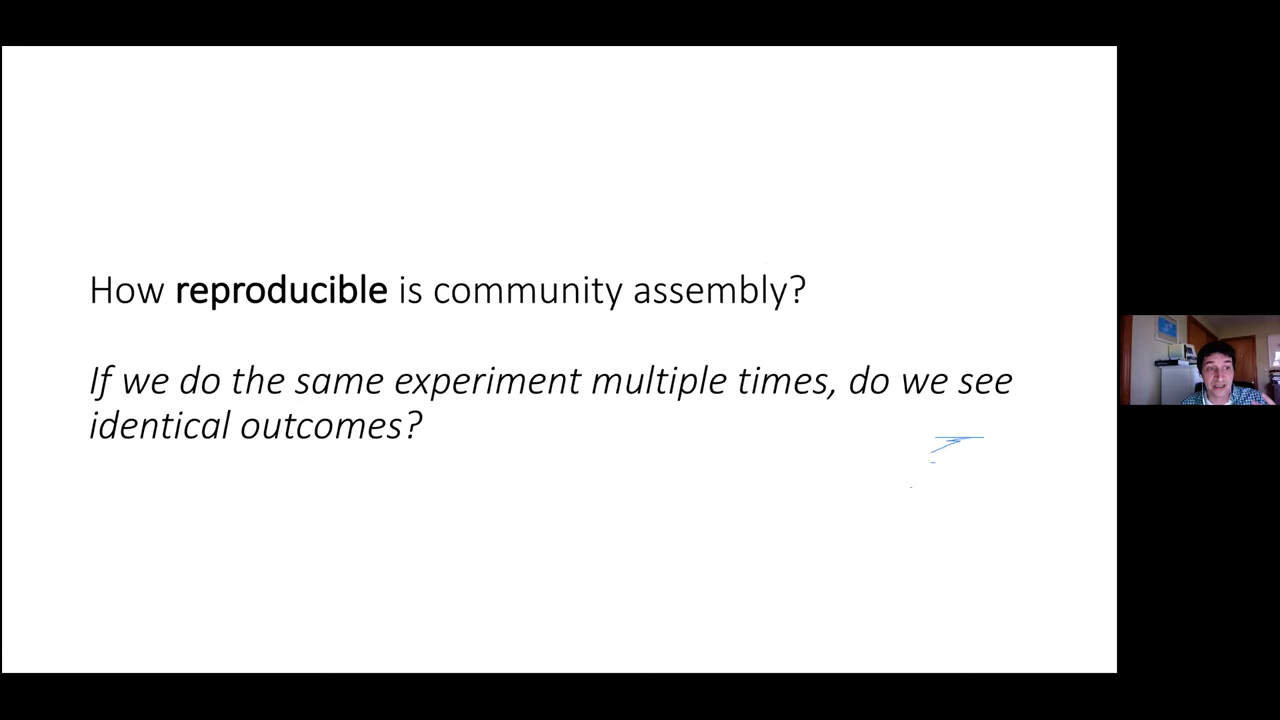 How reproducible is community assembly?
If we do the same experiment multiple times, do we see
identical outcomes?